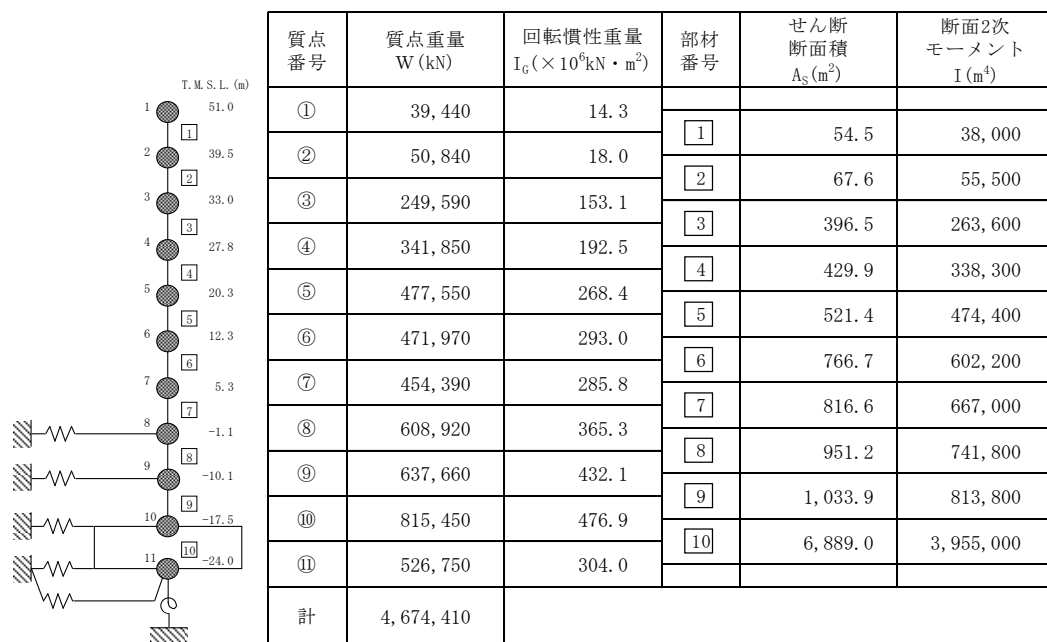 T.M.S.L.(m)
1 51.0
1
2 39.5
2
3 33.0
3
4 27.8
4
5 20.3
5
6 12.3
6
7 5.3
7
8 -1.1
8
9 -10.1
9
10 -17.5
10
11 -24.0
質点 質点重量 回転慣性重量 部材 せん断 断面2次
番号 W(kN) I_G(×10⁶kN・m²) 番号 断面積 モーメント
A_S(m²) I(m⁴)
① 39,440 14.3
1 54.5 38,000
② 50,840 18.0
2 67.6 55,500
③ 249,590 153.1
3 396.5 263,600
④ 341,850 192.5
4 429.9 338,300
⑤ 477,550 268.4
5 521.4 474,400
⑥ 471,970 293.0
6 766.7 602,200
⑦ 454,390 285.8
7 816.6 667,000
⑧ 608,920 365.3
8 951.2 741,800
⑨ 637,660 432.1
9 1,033.9 813,800
⑩ 815,450 476.9
10 6,889.0 3,955,000
⑪ 526,750 304.0
計 4,674,410